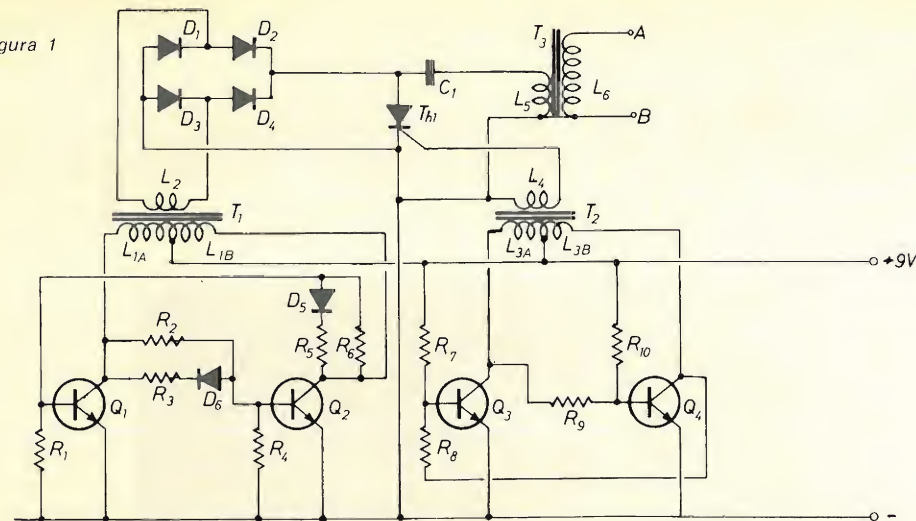 gura 1
D1
D2
D3
D4
C1
T3
A
L5
L6
B
Th1
L2
T1
L1A
L1B
L4
T2
L3A
L3B
+9V
D5
R2
R5
R6
R7
R10
R3
D6
Q1
Q2
Q3
R9
Q4
R1
R4
R8
-